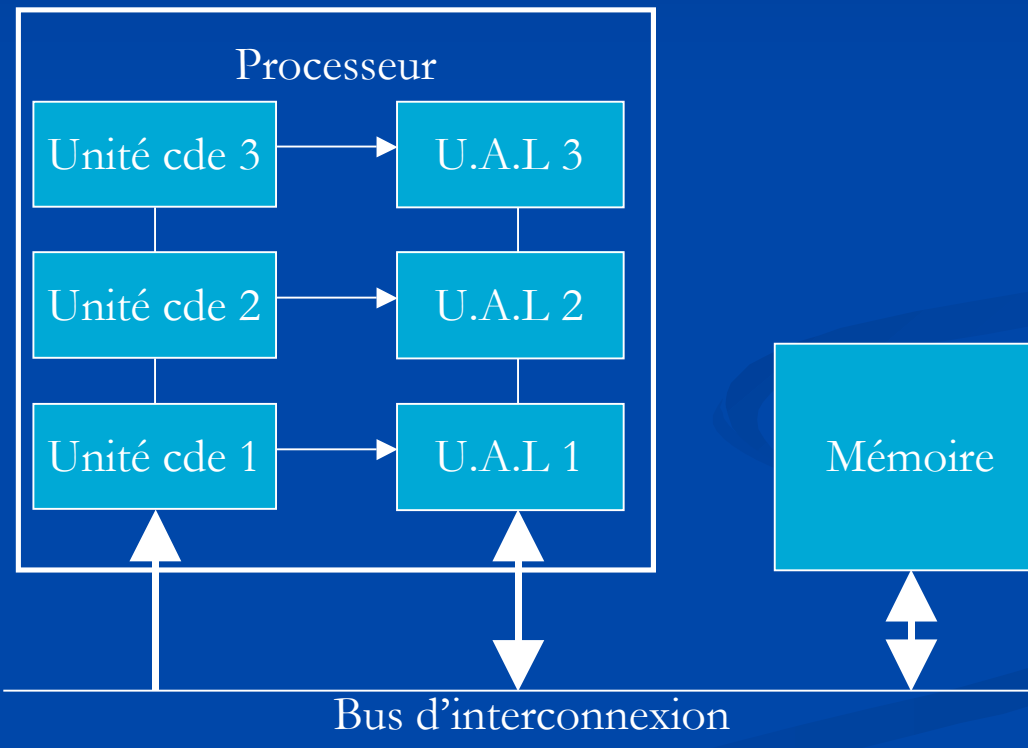 Processeur
Unité cde 3
U.A.L 3
Unité cde 2
U.A.L 2
Unité cde 1
U.A.L 1
Mémoire
Bus d’interconnexion